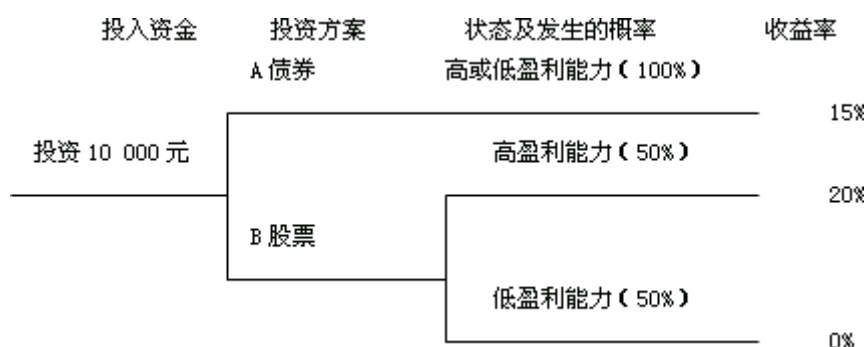 投入资金 投资方案 状态及发生的概率 收益率
A 债券 高或低盈利能力（100%）
15%
投资 10 000 元 高盈利能力（50%）
20%
B 股票
低盈利能力（50%）
0%